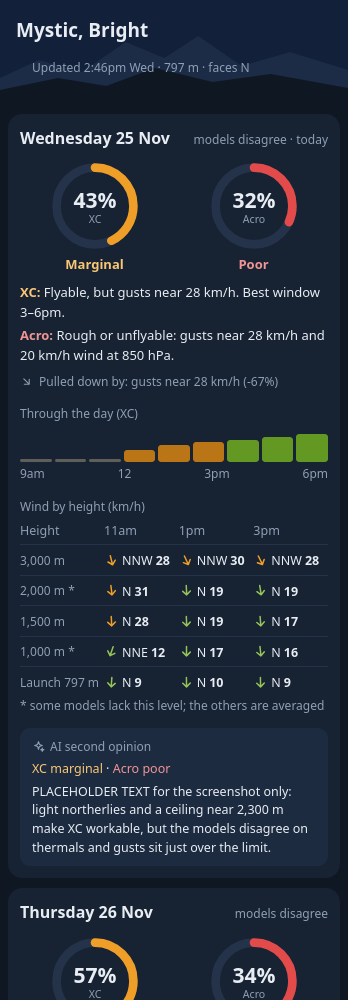 Mystic, Bright
Updated 2:46pm Wed · 797 m · faces N
Wednesday 25 Nov models disagree · today
43% 32%
XC Acro
Marginal Poor
XC: Flyable, but gusts near 28 km/h. Best window
3–6pm.
Acro: Rough or unflyable: gusts near 28 km/h and
20 km/h wind at 850 hPa.
Pulled down by: gusts near 28 km/h (-67%)
Through the day (XC)
9am 12 3pm 6pm
Wind by height (km/h)
Height 11am 1pm 3pm
3,000 m NNW 28 NNW 30 NNW 28
2,000 m * N 31 N 19 N 19
1,500 m N 28 N 19 N 17
1,000 m * NNE 12 N 17 N 16
Launch 797 m N 9 N 10 N 9
* some models lack this level; the others are averaged
AI second opinion
XC marginal · Acro poor
PLACEHOLDER TEXT for the screenshot only:
light northerlies and a ceiling near 2,300 m
make XC workable, but the models disagree on
thermals and gusts sit just over the limit.
Thursday 26 Nov models disagree
57% 34%
XC Acro